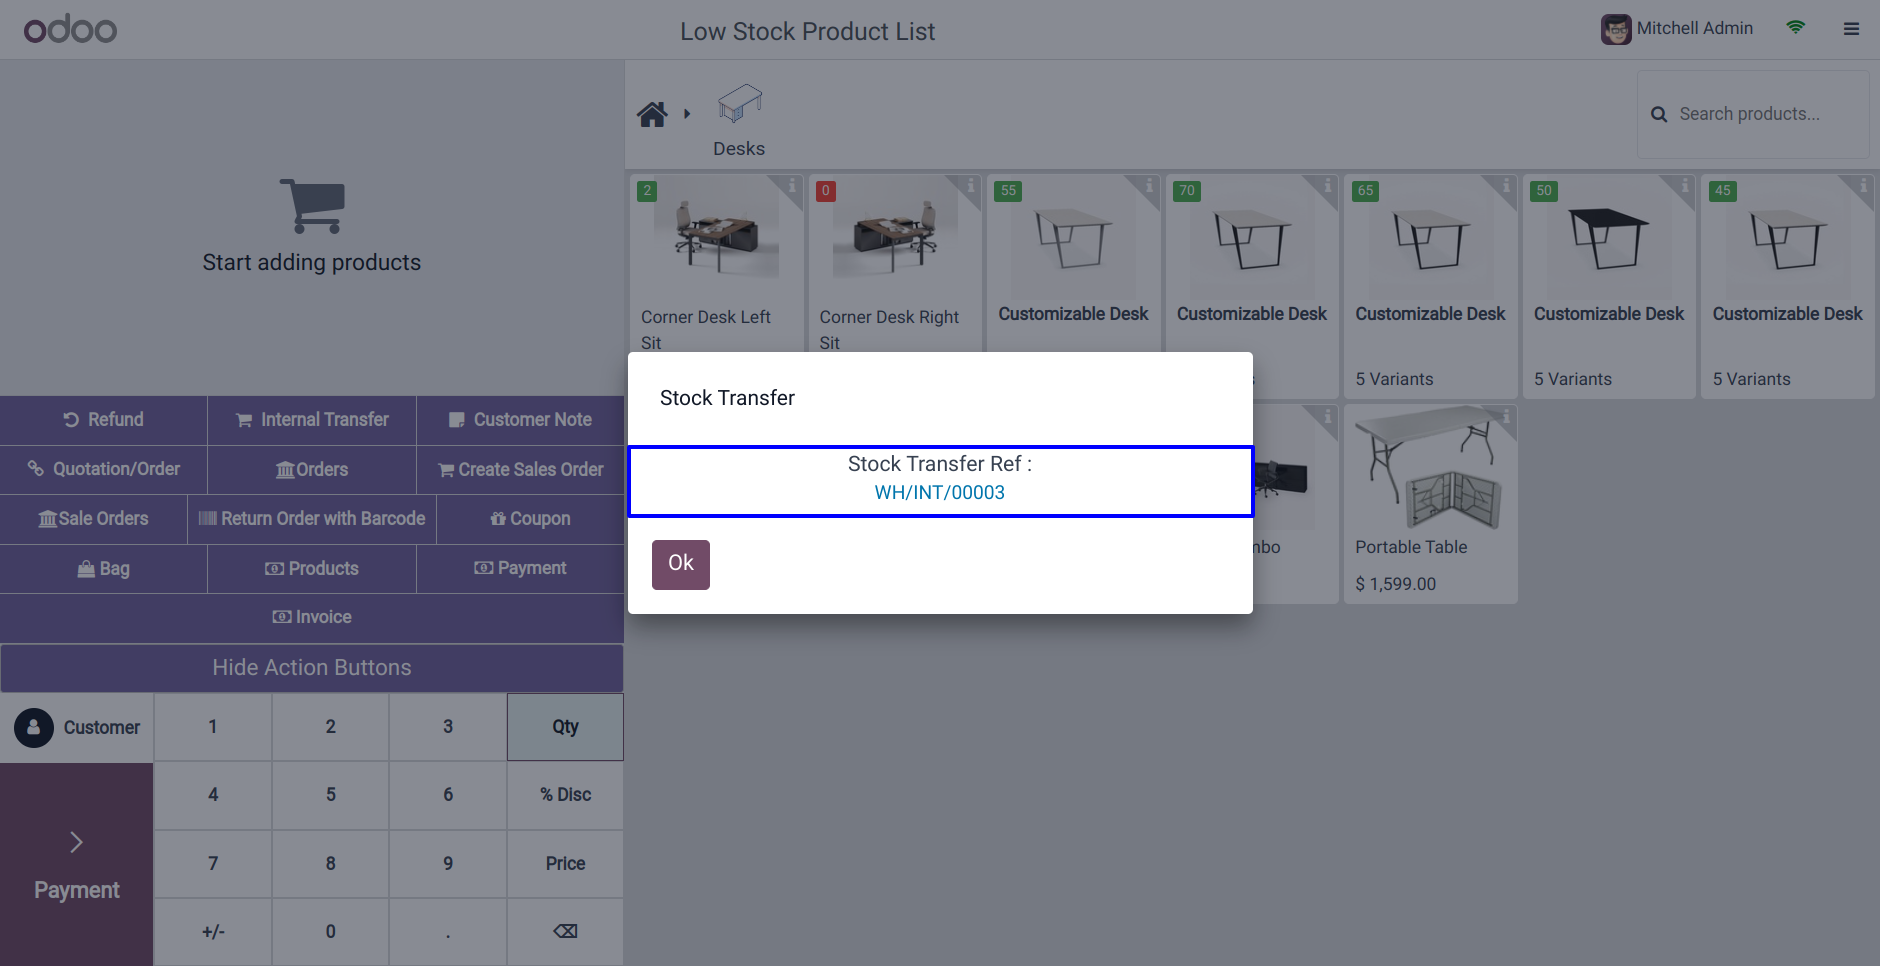 odoo
Low Stock Product List
Mitchell Admin
Start adding products
Desks
Search products...
2
0
55
70
65
50
45
Corner Desk Left
Sit
Corner Desk Right
Sit
Customizable Desk
Customizable Desk
Customizable Desk
Customizable Desk
Customizable Desk
5 Variants
5 Variants
5 Variants
Portable Table
$ 1,599.00
Stock Transfer
Stock Transfer Ref :
WH/INT/00003
Ok
Refund
Internal Transfer
Customer Note
Quotation/Order
Orders
Create Sales Order
Sale Orders
Return Order with Barcode
Coupon
Bag
Products
Payment
Invoice
Hide Action Buttons
Customer
1
2
3
Qty
4
5
6
% Disc
Payment
7
8
9
Price
+/-
0
.